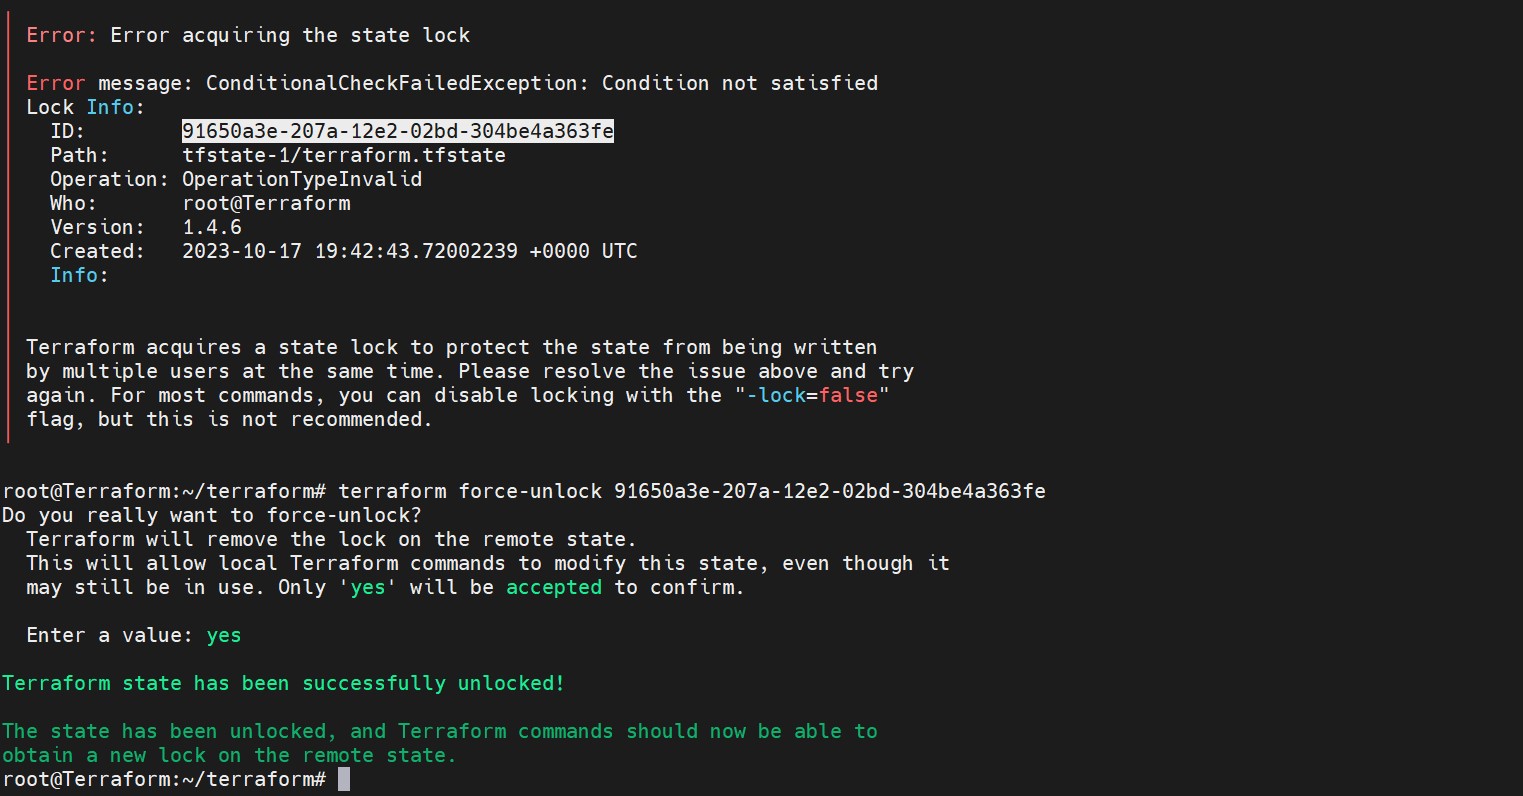 Error: Error acquiring the state lock
Error message: ConditionalCheckFailedException: Condition not satisfied
Lock Info:
ID: 91650a3e-207a-12e2-02bd-304be4a363fe
Path: tfstate-1/terraform.tfstate
Operation: OperationTypeInvalid
Who: root@Terraform
Version: 1.4.6
Created: 2023-10-17 19:42:43.72002239 +0000 UTC
Info:
Terraform acquires a state lock to protect the state from being written
by multiple users at the same time. Please resolve the issue above and try
again. For most commands, you can disable locking with the "-lock=false"
flag, but this is not recommended.
root@Terraform:~/terraform# terraform force-unlock 91650a3e-207a-12e2-02bd-304be4a363fe
Do you really want to force-unlock?
Terraform will remove the lock on the remote state.
This will allow local Terraform commands to modify this state, even though it
may still be in use. Only 'yes' will be accepted to confirm.
Enter a value: yes
Terraform state has been successfully unlocked!
The state has been unlocked, and Terraform commands should now be able to
obtain a new lock on the remote state.
root@Terraform:~/terraform#